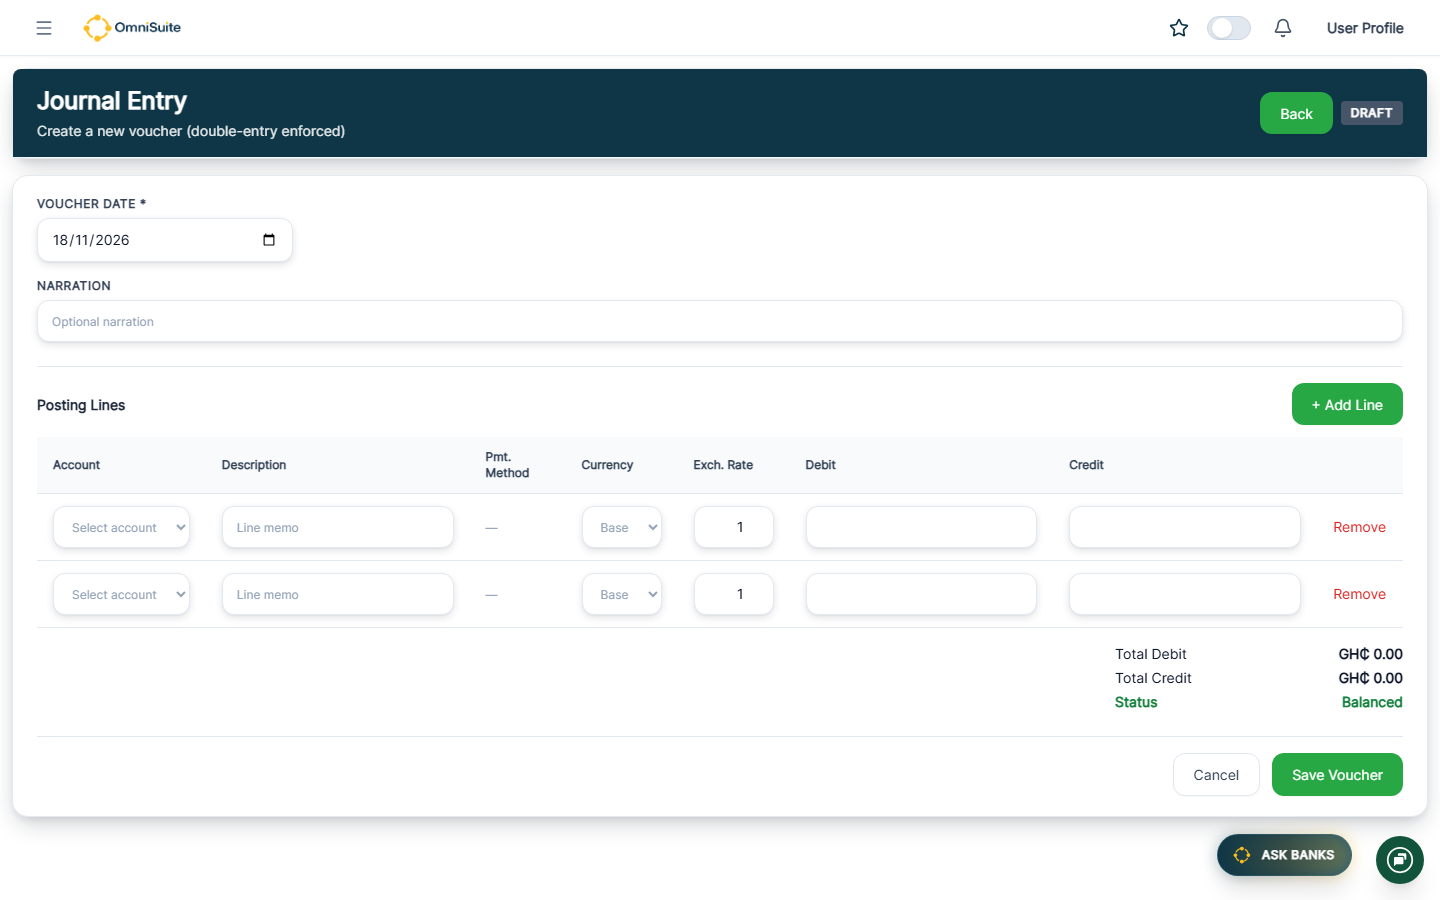 OmniSuite
User Profile
Journal Entry
Create a new voucher (double-entry enforced)
Back
DRAFT
VOUCHER DATE *
18/11/2026
NARRATION
Optional narration
Posting Lines
+ Add Line
Account Description Pmt. Method Currency Exch. Rate Debit Credit
Select account Line memo — Base 1 Remove
Select account Line memo — Base 1 Remove
Total Debit GH₵ 0.00
Total Credit GH₵ 0.00
Status Balanced
Cancel Save Voucher
ASK BANKS